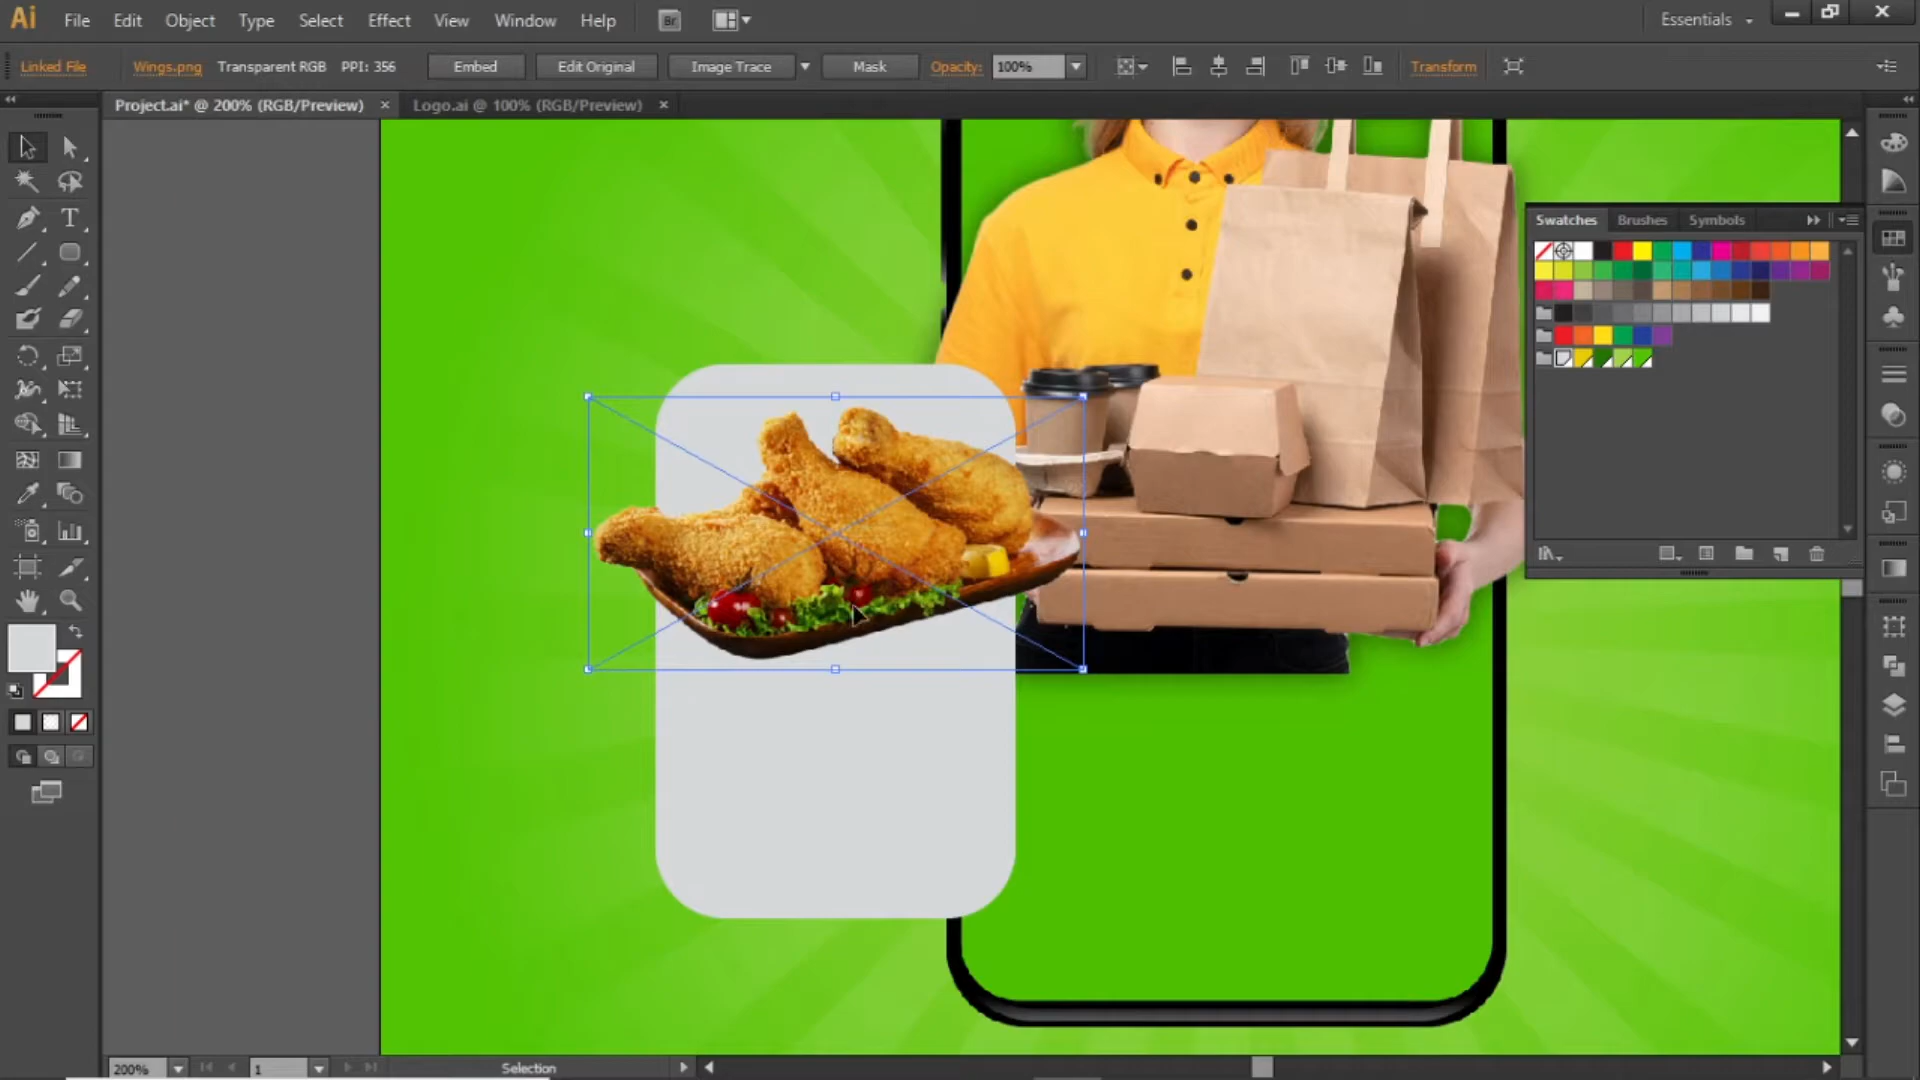 Ai File Edit Type Object Select Effect View Window Help Br Essentials
Linked File Wings.png Transparent RGB PPI: 356 Embed Edit Original Image Trace Mask Opacity: 100% Transform
Project.ai* @ 200% (RGB/Preview) × Logo.ai @ 100% (RGB/Preview) ×
Swatches Brushes Symbols
T
200% 1 Selection